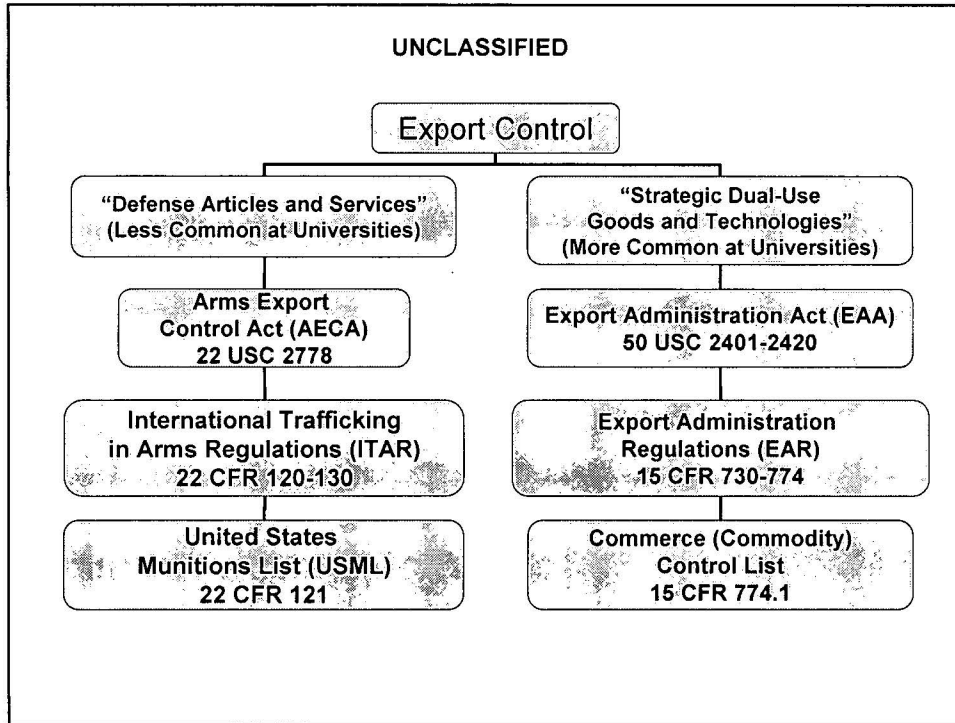 UNCLASSIFIED
Export Control
“Defense Articles and Services”
(Less Common at Universities)
“Strategic Dual-Use
Goods and Technologies”
(More Common at Universities)
Arms Export
Control Act (AECA)
22 USC 2778
Export Administration Act (EAA)
50 USC 2401-2420
International Trafficking
in Arms Regulations (ITAR)
22 CFR 120-130
Export Administration
Regulations (EAR)
15 CFR 730-774
United States
Munitions List (USML)
22 CFR 121
Commerce (Commodity)
Control List
15 CFR 774.1